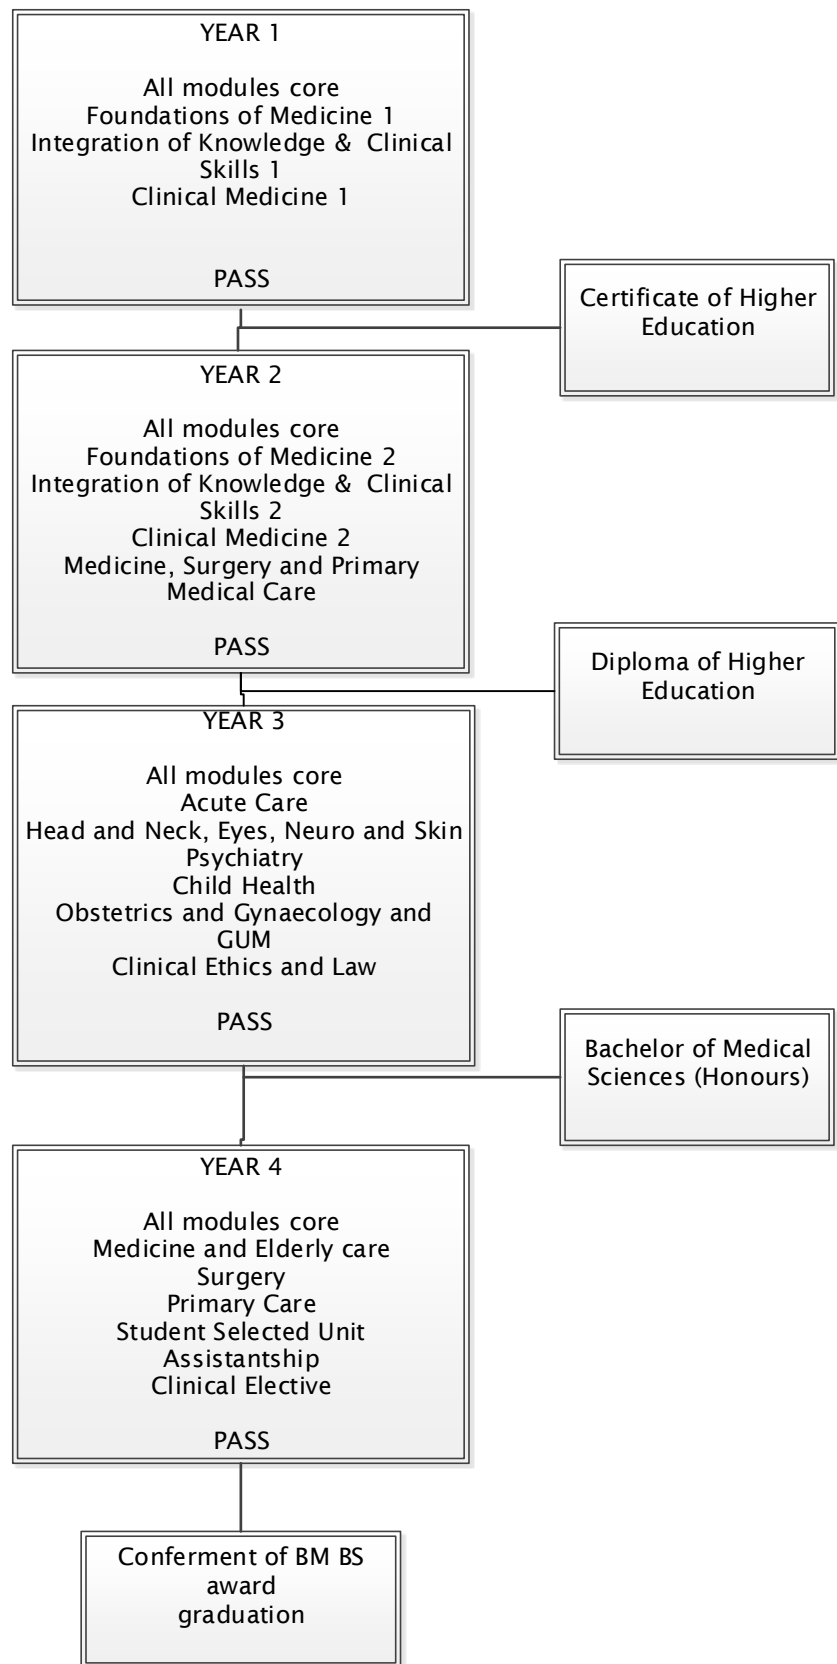 YEAR 1
All modules core
Foundations of Medicine 1
Integration of Knowledge & Clinical
Skills 1
Clinical Medicine 1
PASS
Certificate of Higher
Education
YEAR 2
All modules core
Foundations of Medicine 2
Integration of Knowledge & Clinical
Skills 2
Clinical Medicine 2
Medicine, Surgery and Primary
Medical Care
PASS
Diploma of Higher
Education
YEAR 3
All modules core
Acute Care
Head and Neck, Eyes, Neuro and Skin
Psychiatry
Child Health
Obstetrics and Gynaecology and
GUM
Clinical Ethics and Law
PASS
Bachelor of Medical
Sciences (Honours)
YEAR 4
All modules core
Medicine and Elderly care
Surgery
Primary Care
Student Selected Unit
Assistantship
Clinical Elective
PASS
Conferment of BM BS
award
graduation